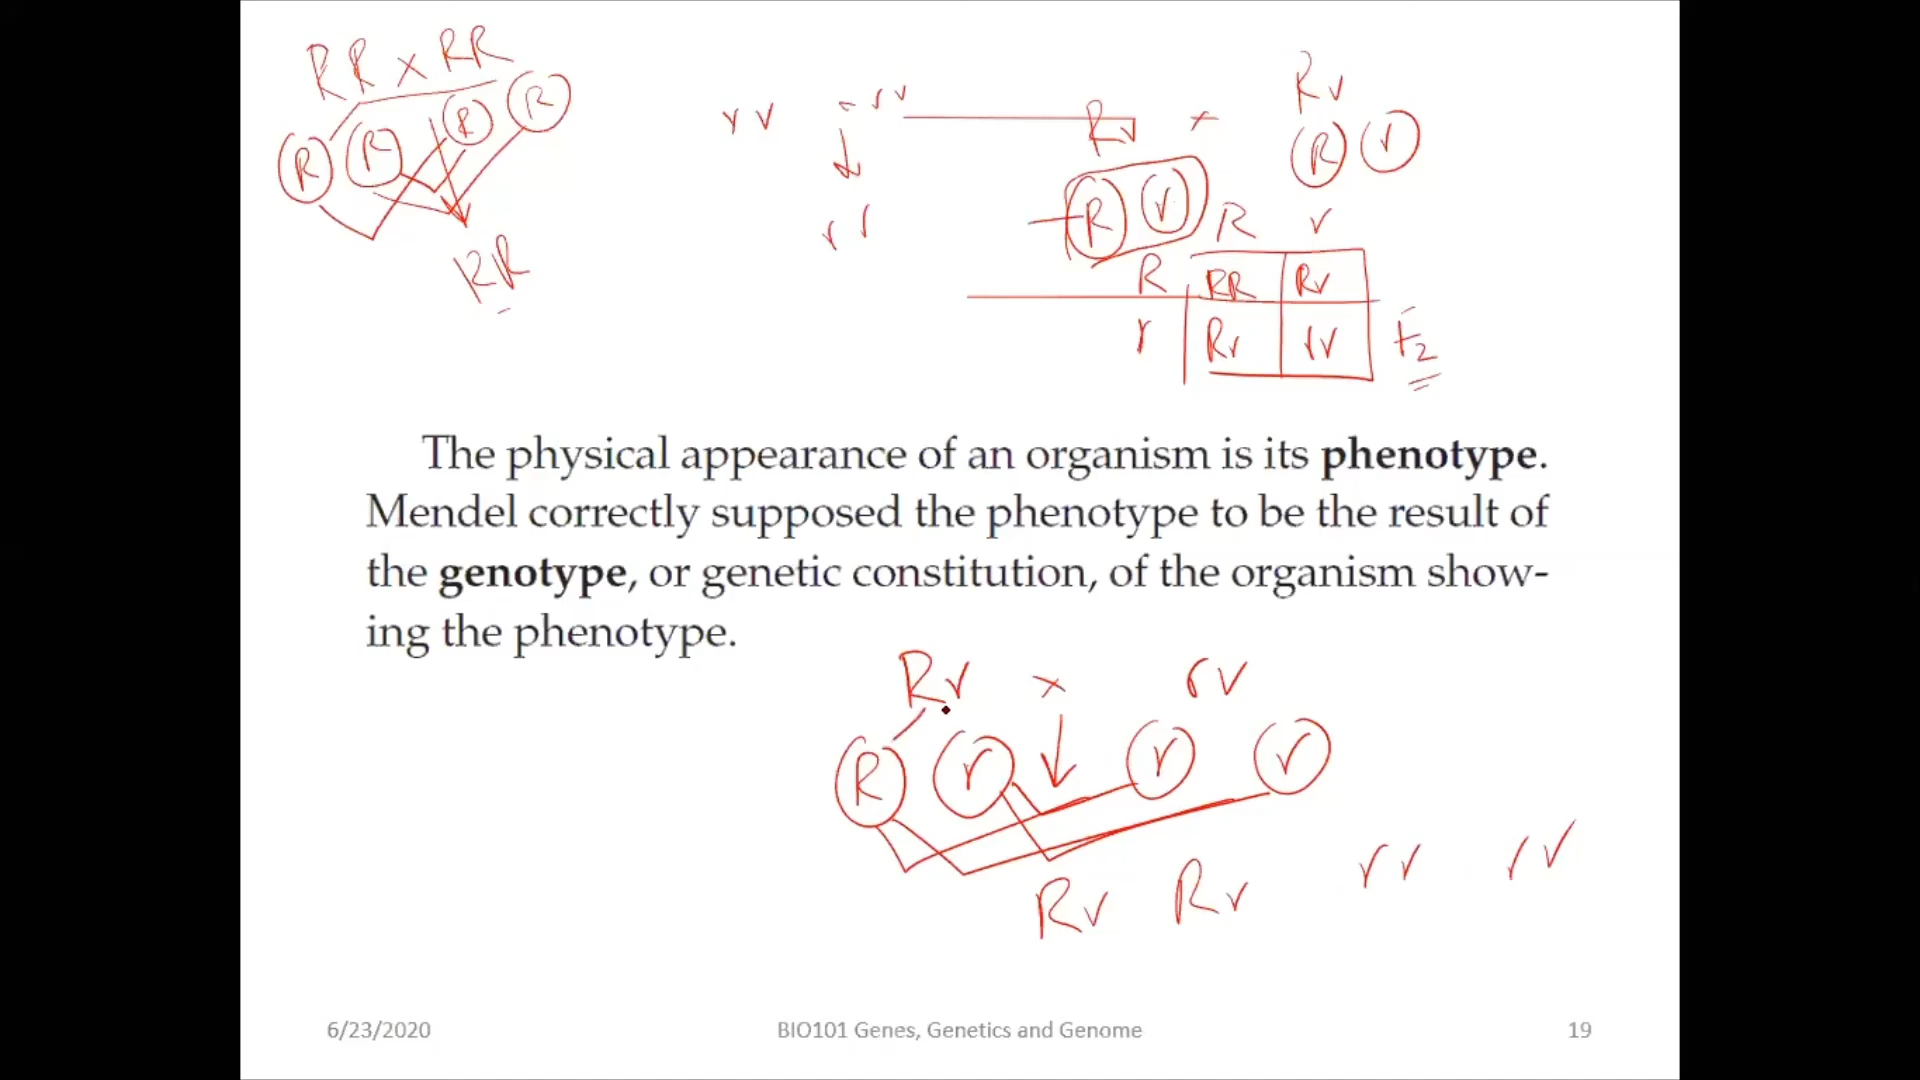 RR x RR
R R R R
RR
rr x rr
rr
Rr x Rr
R r R r
R r
R RR Rr
r Rr rr
F2
The physical appearance of an organism is its phenotype.
Mendel correctly supposed the phenotype to be the result of
the genotype, or genetic constitution, of the organism show-
ing the phenotype.
Rr x rr
R r r r
Rr Rr rr rr
6/23/2020 BIO101 Genes, Genetics and Genome 19